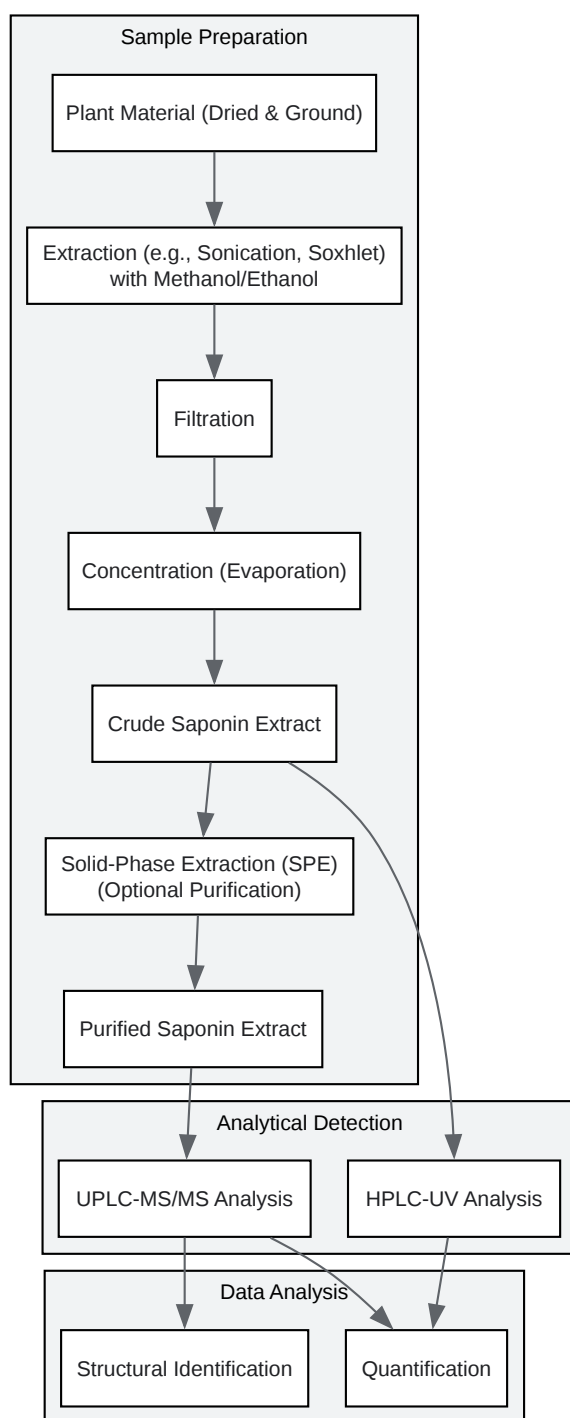 Sample Preparation
Plant Material (Dried & Ground)
Extraction (e.g., Sonication, Soxhlet)
with Methanol/Ethanol
Filtration
Concentration (Evaporation)
Crude Saponin Extract
Solid-Phase Extraction (SPE)
(Optional Purification)
Purified Saponin Extract
Analytical Detection
UPLC-MS/MS Analysis
HPLC-UV Analysis
Data Analysis
Structural Identification
Quantification